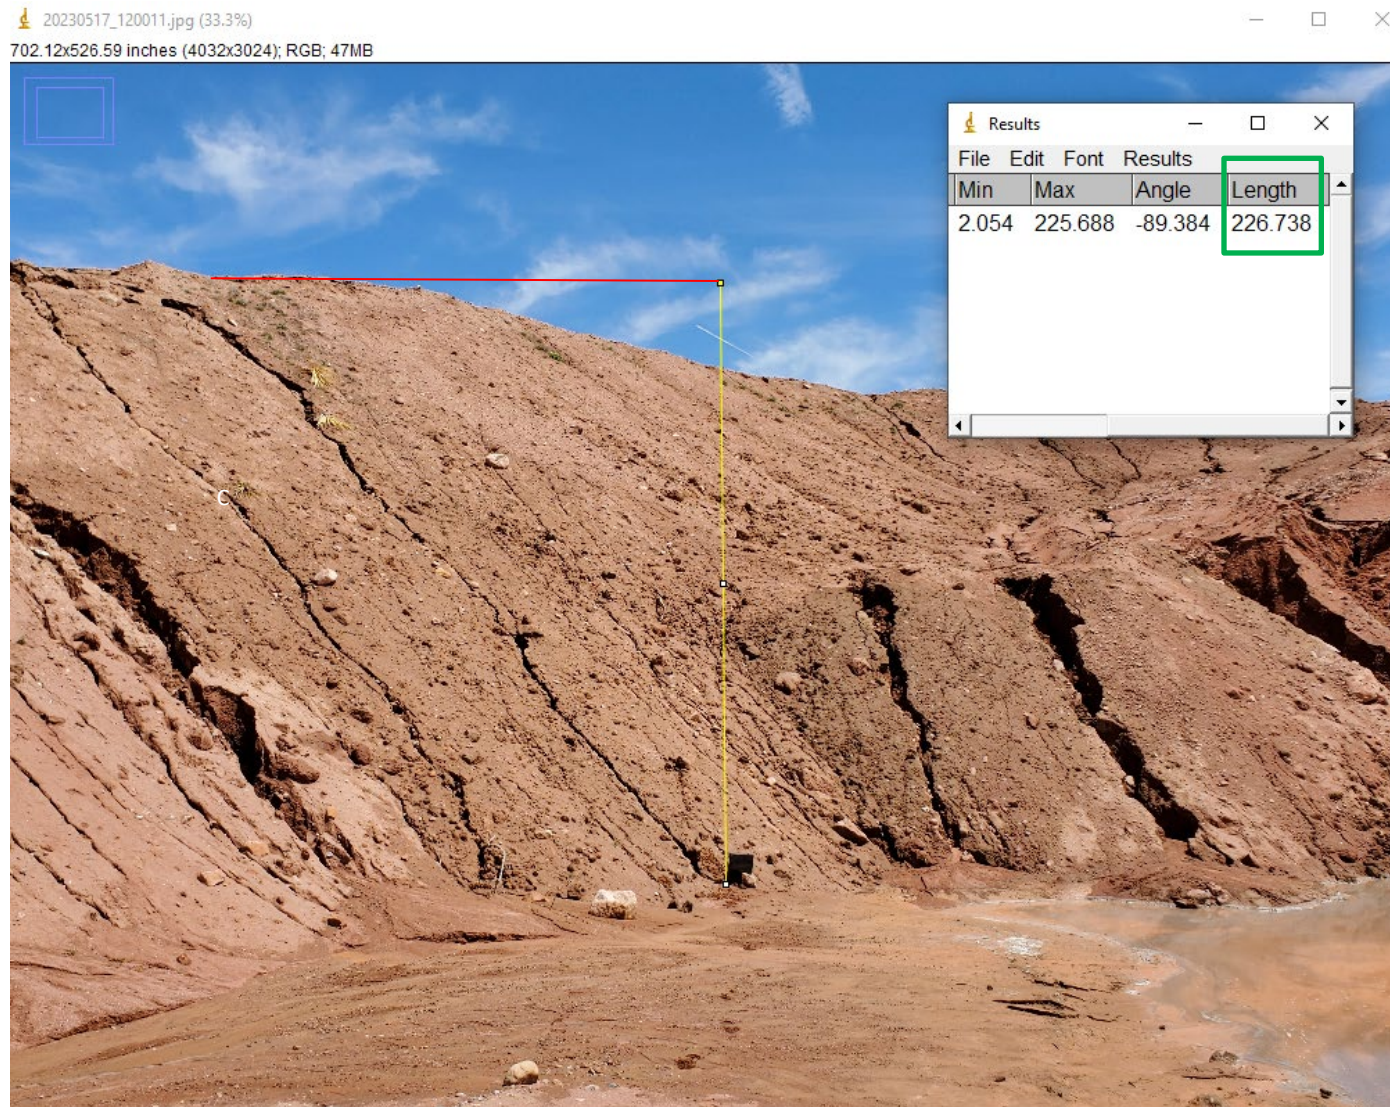 20230517_120011.jpg (33.3%)
702.12x526.59 inches (4032x3024); RGB; 47MB
Results
File Edit Font Results
Min Max Angle Length
2.054 225.688 -89.384 226.738
C